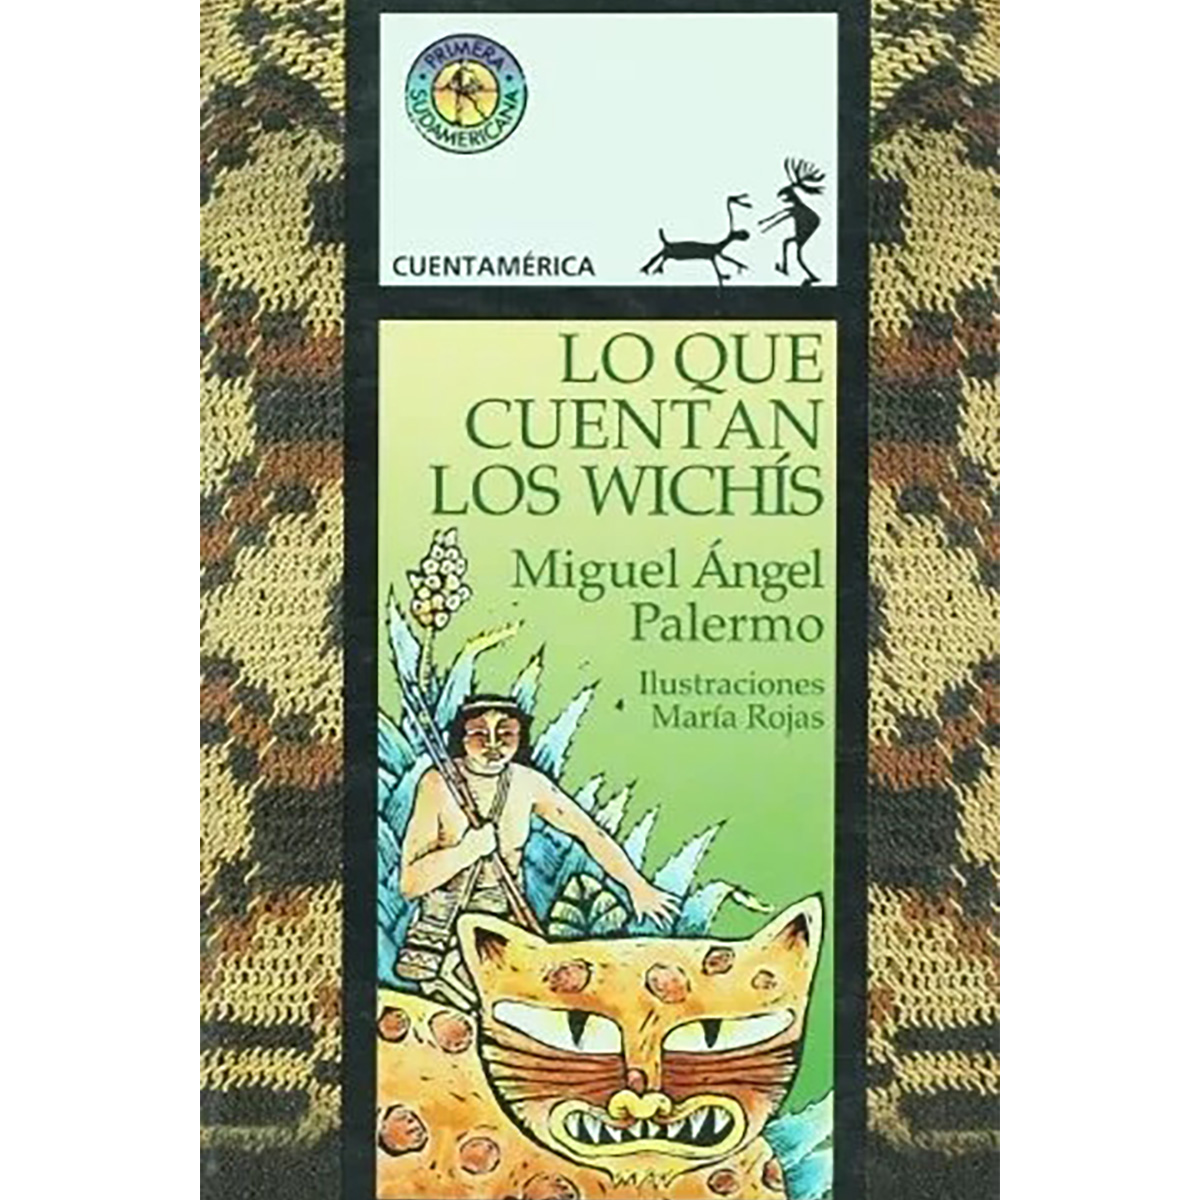 PRIMERA
SUDAMERICANA
CUENTAMÉRICA
LO QUE
CUENTAN
LOS WICHÍS
Miguel Ángel
Palermo
Ilustraciones
María Rojas